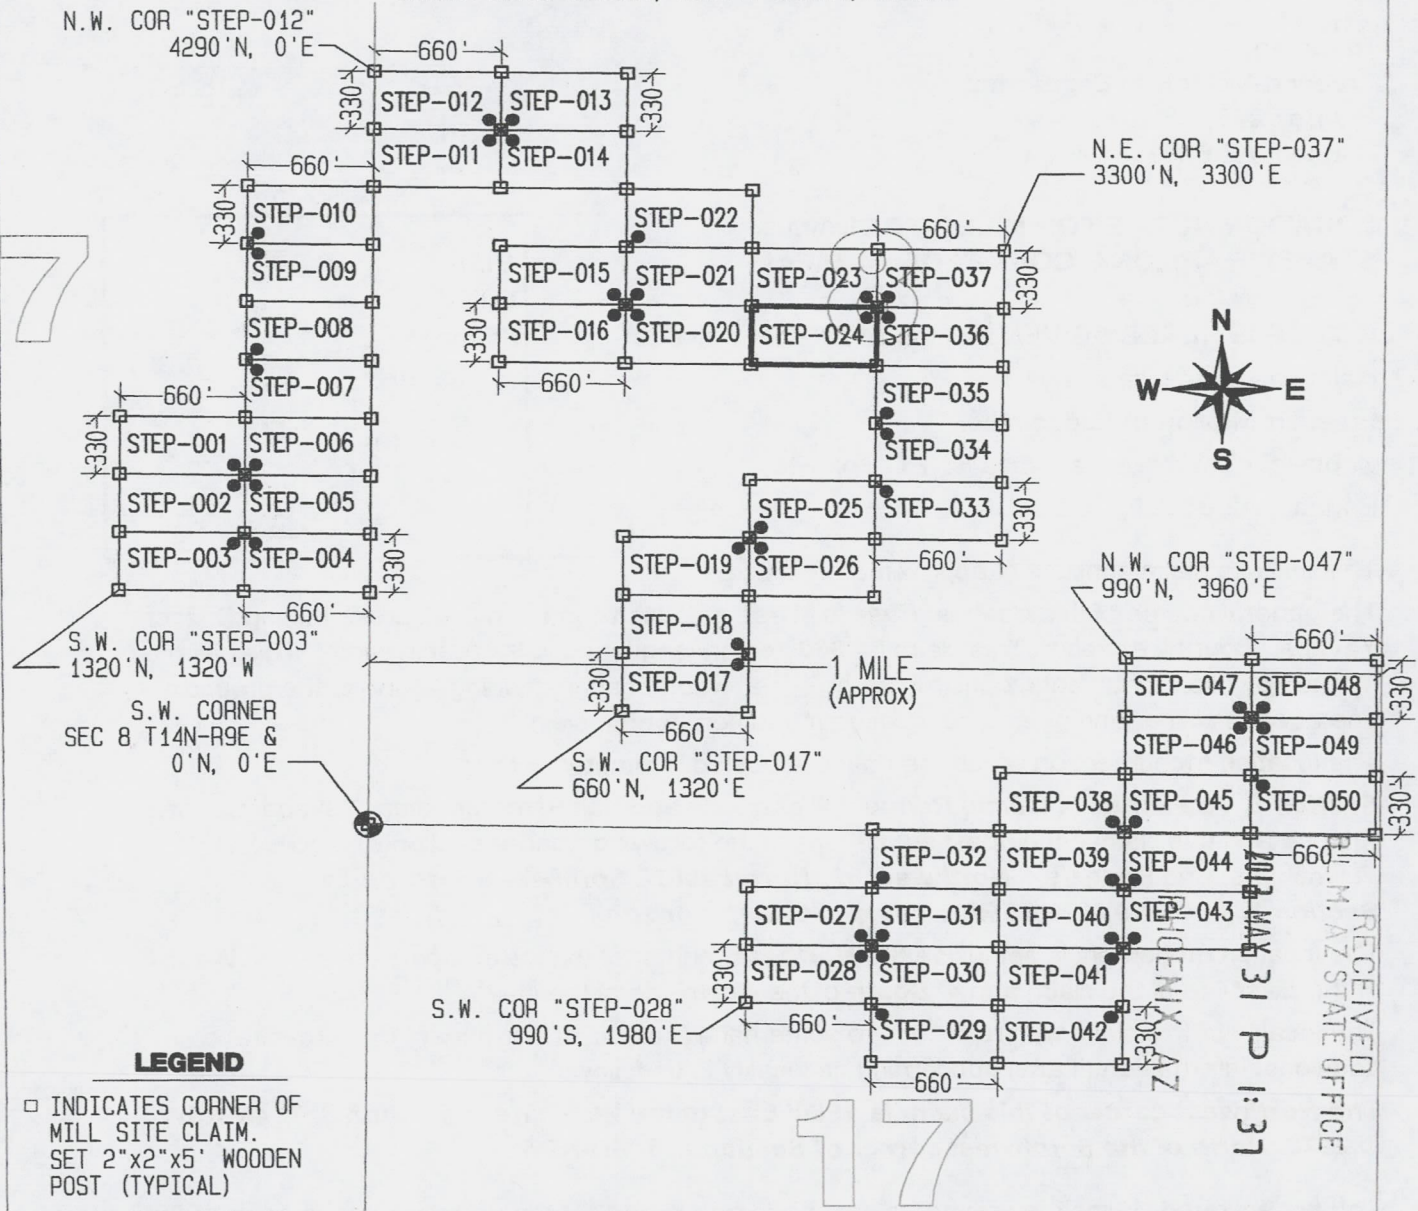 N.W. COR "STEP-012"
4290'N, 0'E
660'
330
STEP-012 STEP-013
330
STEP-011 STEP-014
N.E. COR "STEP-037"
3300'N, 3300'E
660'
330
STEP-010
STEP-009
STEP-008
STEP-007
STEP-022
STEP-015 STEP-021
STEP-016 STEP-020
330
660'
7
660'
STEP-023 STEP-037
330
STEP-024 STEP-036
STEP-035
STEP-034
STEP-025 STEP-033
330
660'
N
W E
S
660'
330
STEP-001 STEP-006
STEP-002 STEP-005
STEP-003 STEP-004
330
660'
S.W. COR "STEP-003"
1320'N, 1320'W
STEP-019 STEP-026
STEP-018
330
STEP-017
660'
1 MILE
(APPROX)
N.W. COR "STEP-047"
990'N, 3960'E
S.W. CORNER
SEC 8 T14N-R9E &
0'N, 0'E
S.W. COR "STEP-017"
660'N, 1320'E
660'
STEP-047 STEP-048
330
STEP-046 STEP-049
STEP-038 STEP-045 STEP-050
330
660'
STEP-032 STEP-039 STEP-044
STEP-027 STEP-031 STEP-040 STEP-043
STEP-028 STEP-030 STEP-041
330
660'
STEP-029 STEP-042
330
660'
S.W. COR "STEP-028"
990'S, 1980'E
17
RECEIVED
B.L.M. AZ STATE OFFICE
31 P 1:37
PHOENIX AZ
LEGEND
INDICATES CORNER OF
MILL SITE CLAIM.
SET 2"x2"x5' WOODEN
POST (TYPICAL)